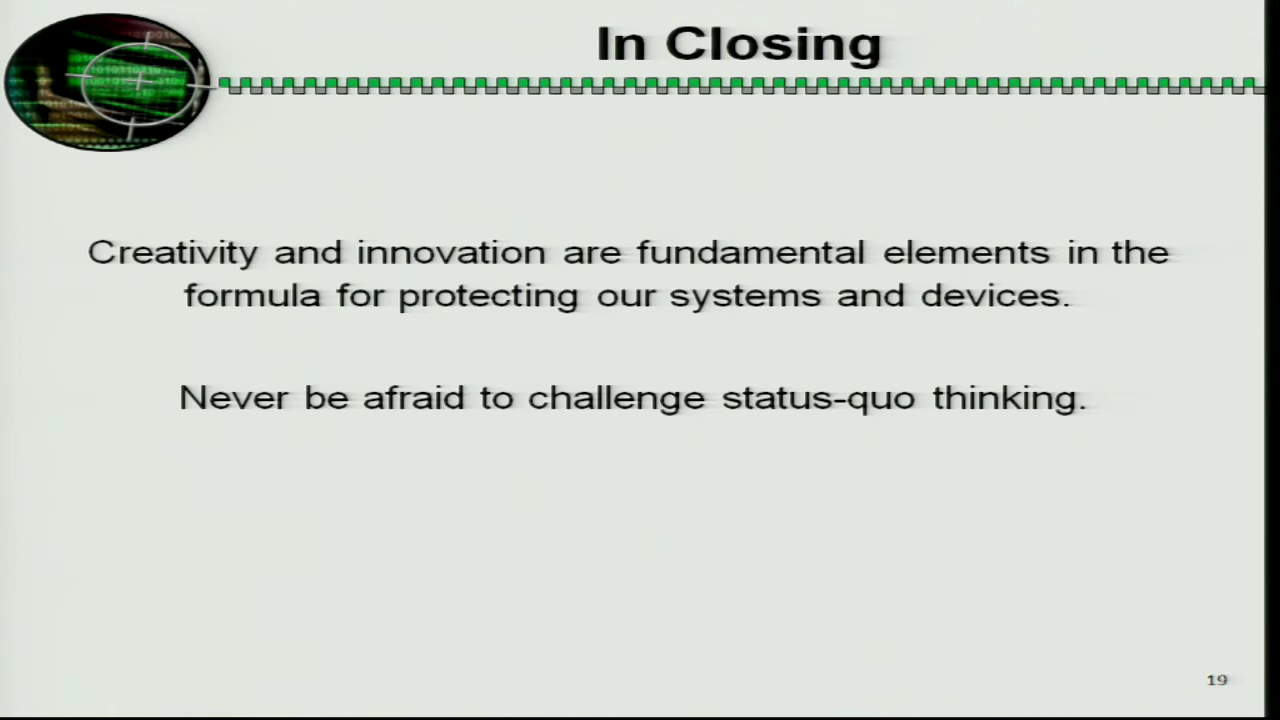 In Closing
Creativity and innovation are fundamental elements in the
formula for protecting our systems and devices.
Never be afraid to challenge status-quo thinking.
19